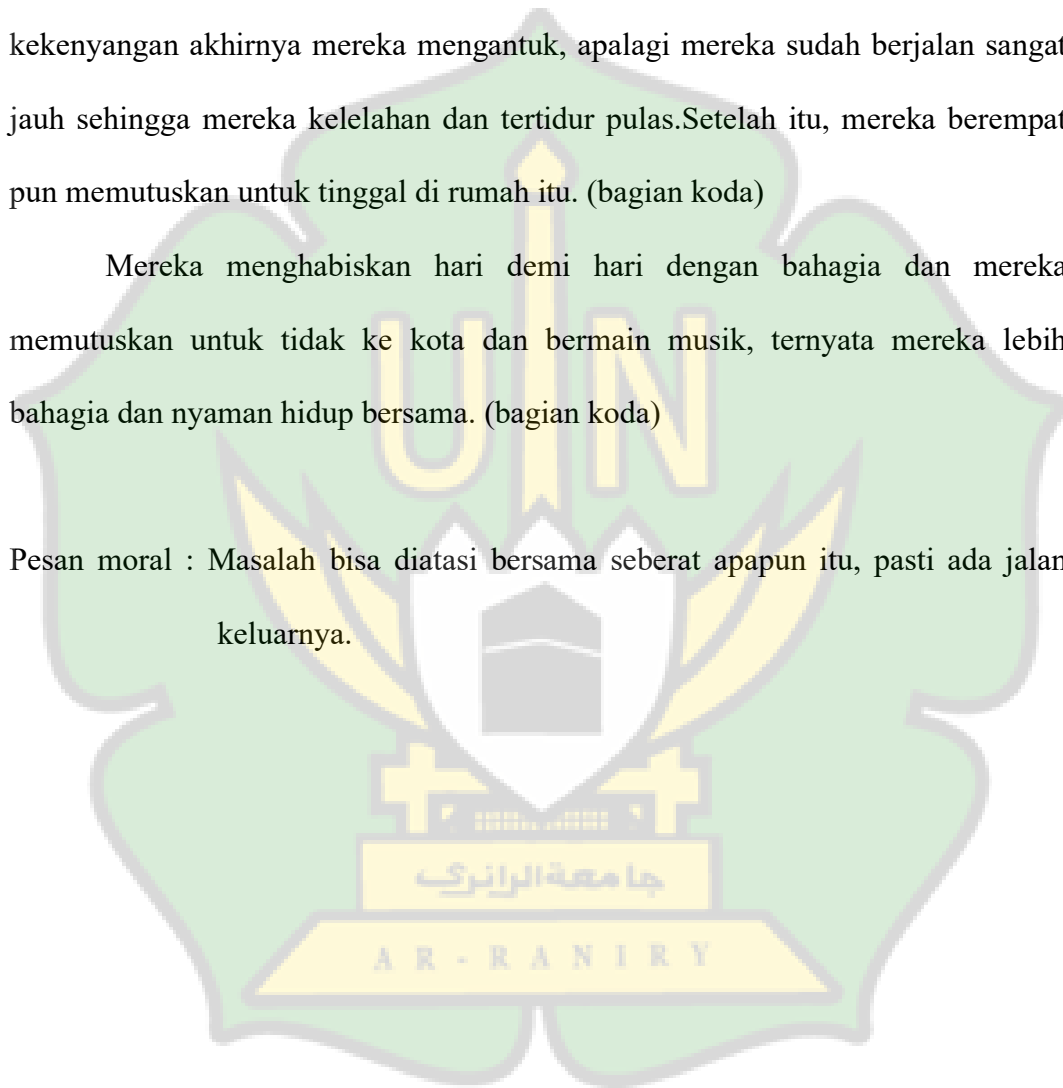 kekenyangan akhirnya mereka mengantuk, apalagi mereka sudah berjalan sangat
jauh sehingga mereka kelelahan dan tertidur pulas.Setelah itu, mereka berempat
pun memutuskan untuk tinggal di rumah itu. (bagian koda)
Mereka menghabiskan hari demi hari dengan bahagia dan mereka
memutuskan untuk tidak ke kota dan bermain musik, ternyata mereka lebih
bahagia dan nyaman hidup bersama. (bagian koda)
Pesan moral : Masalah bisa diatasi bersama seberat apapun itu, pasti ada jalan
keluarnya.
UIN
جامعة الرانري
AR-RANIRY